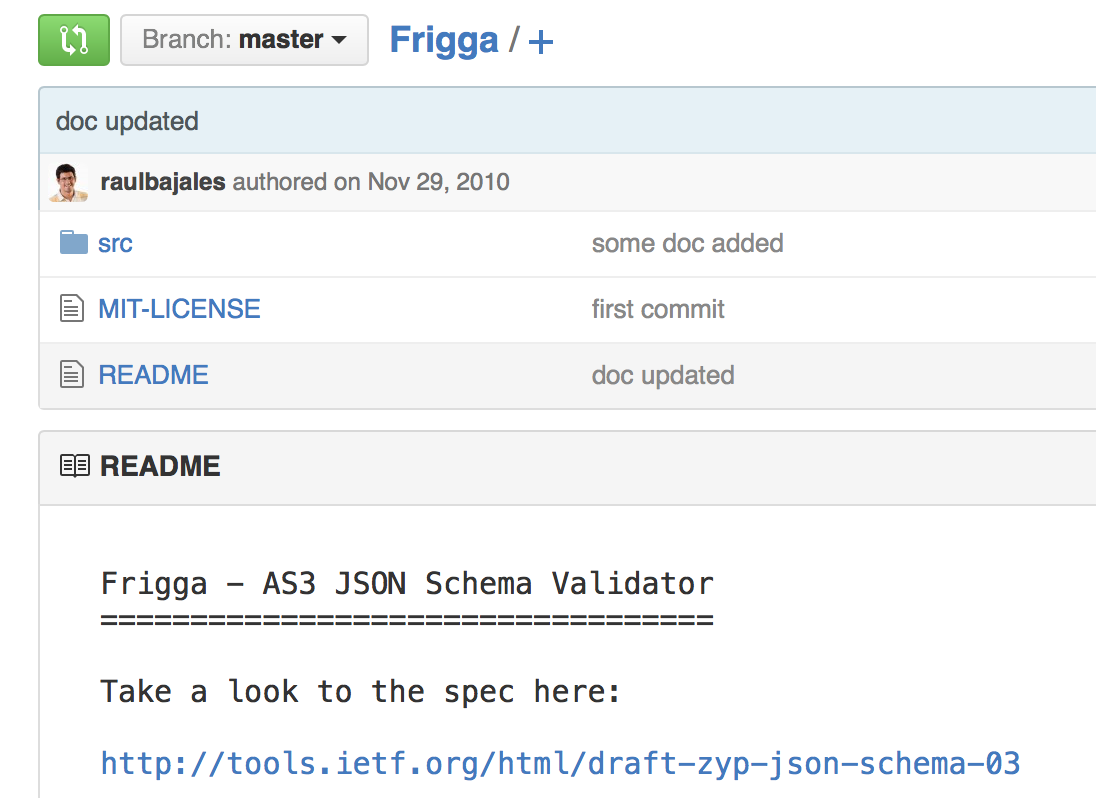 Branch: master Frigga / +
doc updated
raulbajales authored on Nov 29, 2010
src some doc added
MIT-LICENSE first commit
README doc updated
README
Frigga - AS3 JSON Schema Validator
==================================
Take a look to the spec here:
http://tools.ietf.org/html/draft-zyp-json-schema-03